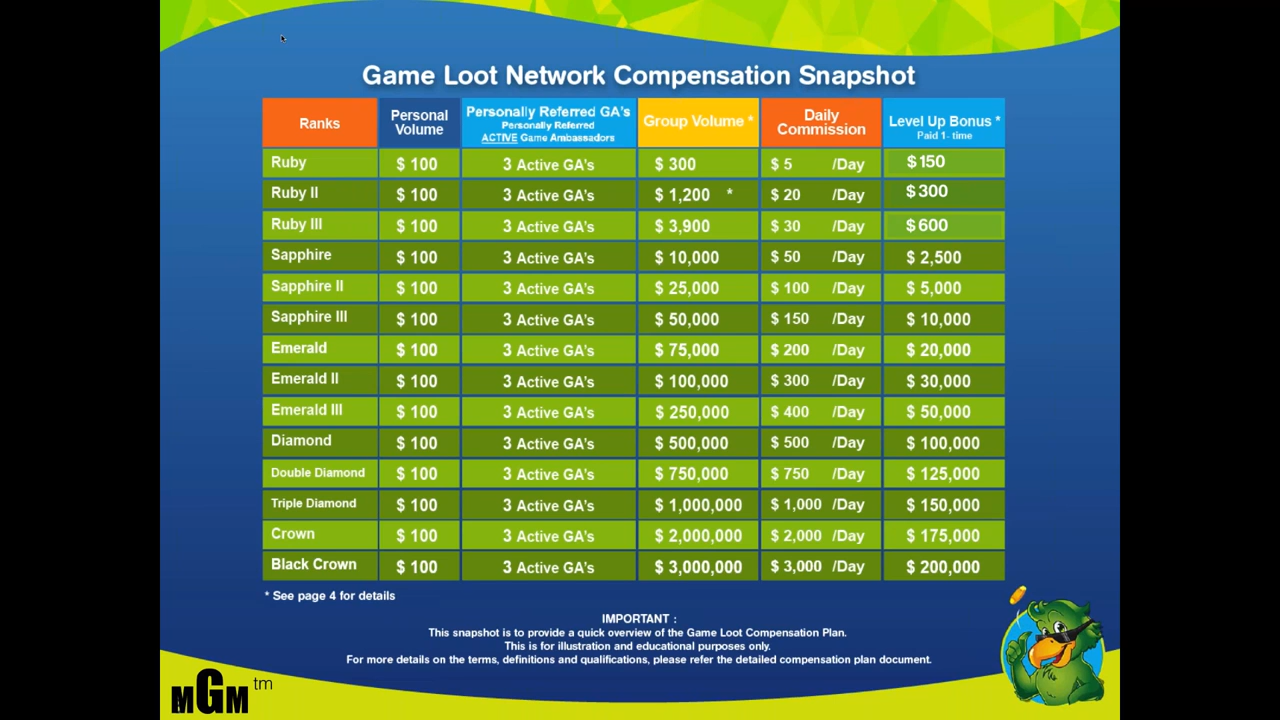 Game Loot Network Compensation Snapshot
Ranks Personal Volume Personally Referred GA's Personally Referred ACTIVE Game Ambassadors Group Volume * Daily Commission Level Up Bonus * Paid 1- time
Ruby $ 100 3 Active GA's $ 300 $ 5 /Day $150
Ruby II $ 100 3 Active GA's $ 1,200 * $ 20 /Day $300
Ruby III $ 100 3 Active GA's $ 3,900 $ 30 /Day $600
Sapphire $ 100 3 Active GA's $ 10,000 $ 50 /Day $ 2,500
Sapphire II $ 100 3 Active GA's $ 25,000 $ 100 /Day $ 5,000
Sapphire III $ 100 3 Active GA's $ 50,000 $ 150 /Day $ 10,000
Emerald $ 100 3 Active GA's $ 75,000 $ 200 /Day $ 20,000
Emerald II $ 100 3 Active GA's $ 100,000 $ 300 /Day $ 30,000
Emerald III $ 100 3 Active GA's $ 250,000 $ 400 /Day $ 50,000
Diamond $ 100 3 Active GA's $ 500,000 $ 500 /Day $ 100,000
Double Diamond $ 100 3 Active GA's $ 750,000 $ 750 /Day $ 125,000
Triple Diamond $ 100 3 Active GA's $ 1,000,000 $ 1,000 /Day $ 150,000
Crown $ 100 3 Active GA's $ 2,000,000 $ 2,000 /Day $ 175,000
Black Crown $ 100 3 Active GA's $ 3,000,000 $ 3,000 /Day $ 200,000
* See page 4 for details
IMPORTANT :
This snapshot is to provide a quick overview of the Game Loot Compensation Plan.
This is for illustration and educational purposes only.
For more details on the terms, definitions and qualifications, please refer the detailed compensation plan document.
MGM tm